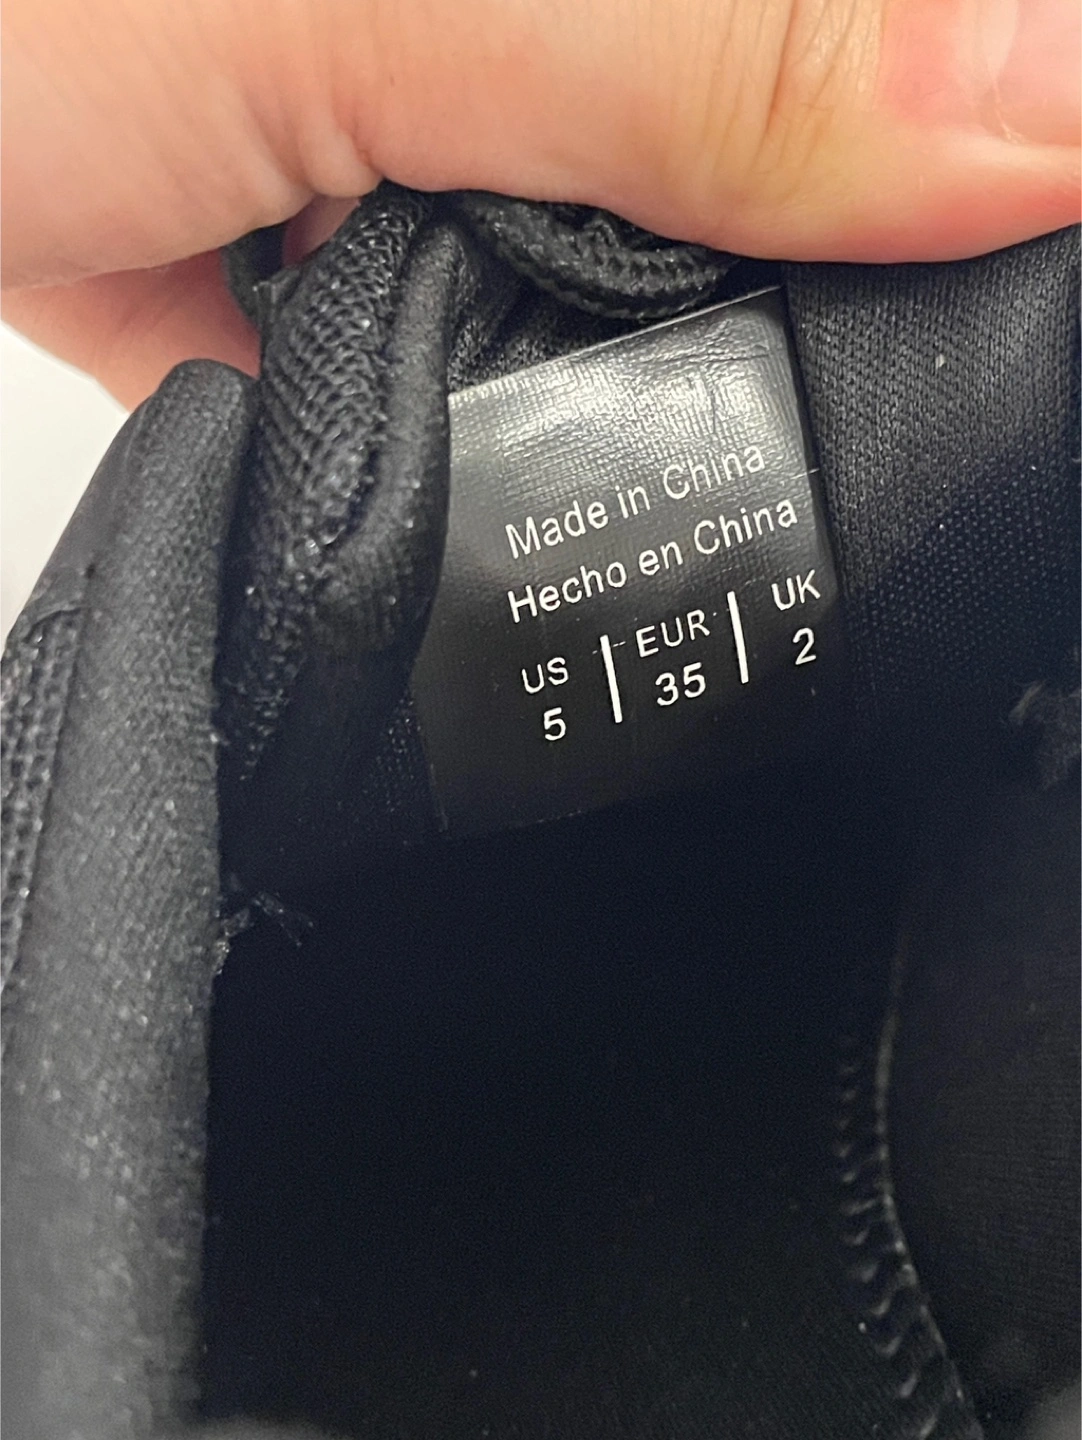 Made in China
Hecho en China
US | EUR | UK
5 | 35 | 2